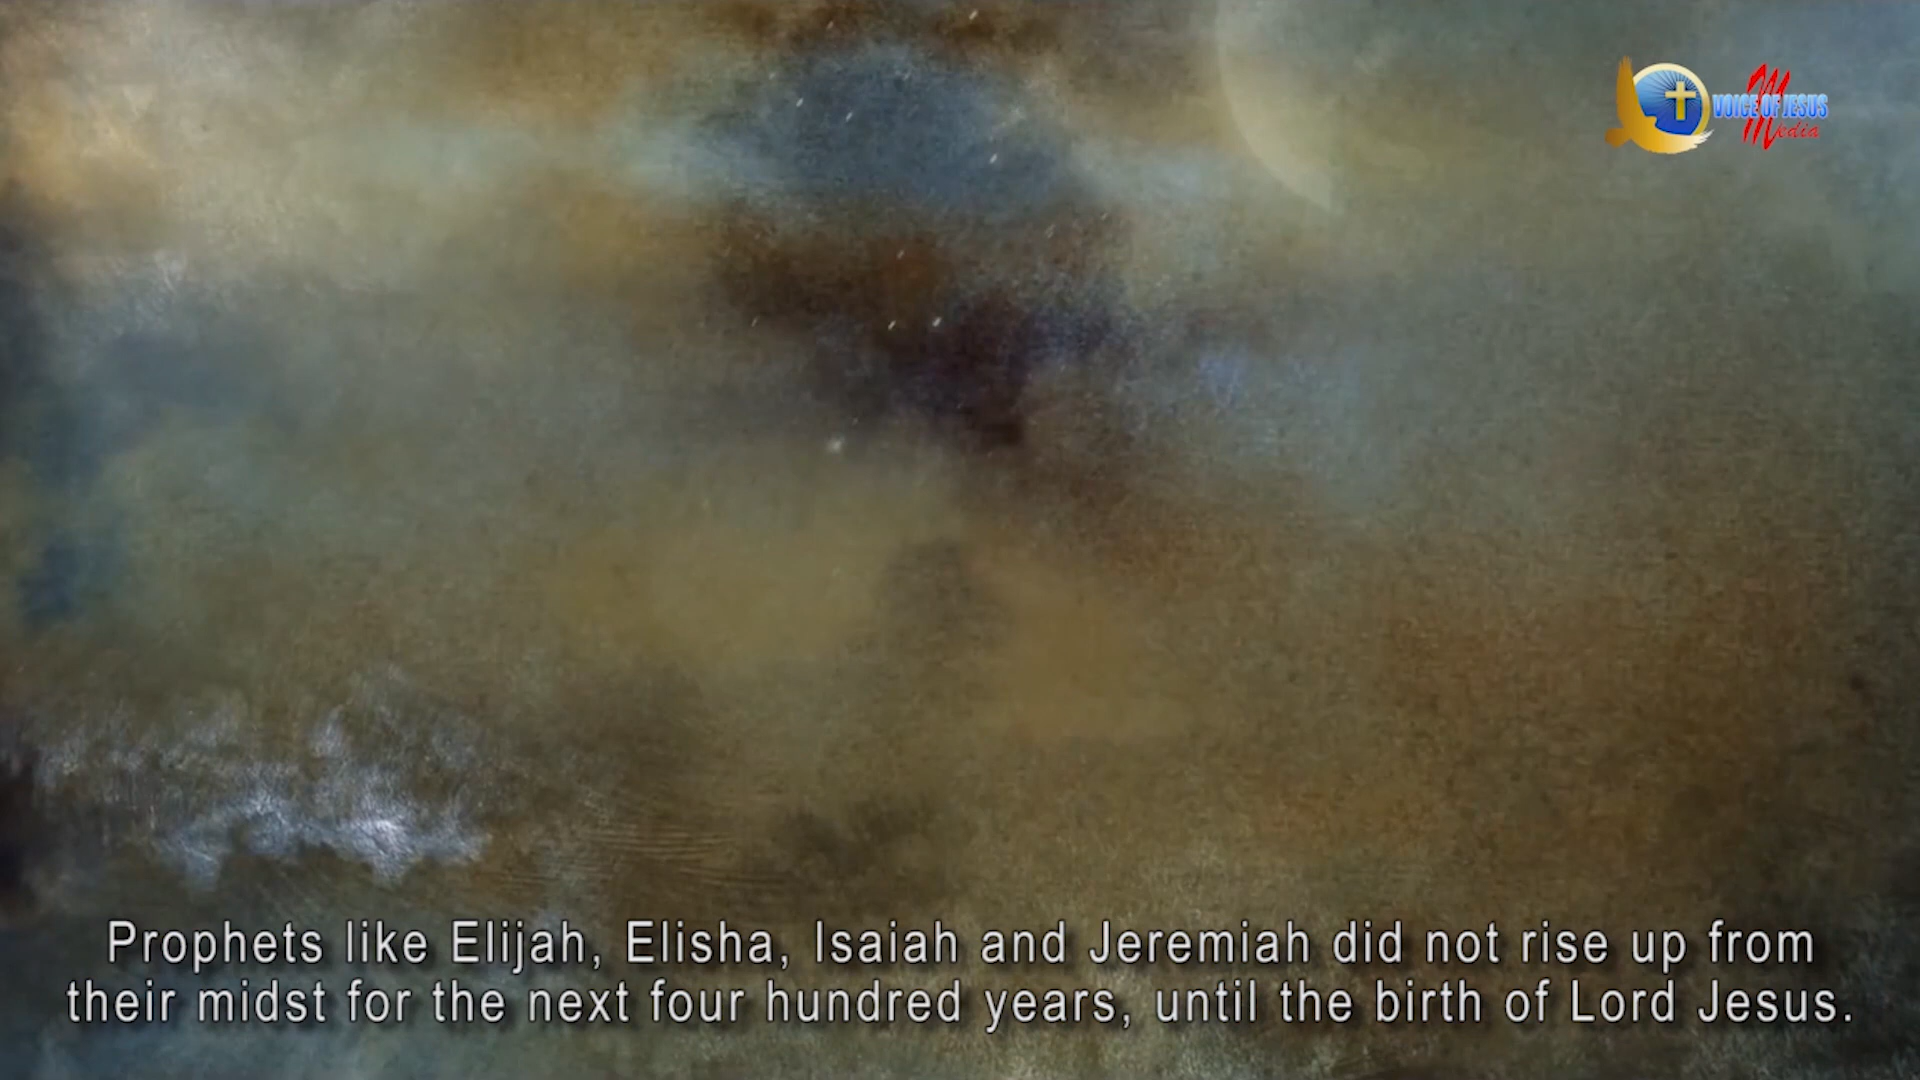 VOICE OF JESUS
Media
Prophets like Elijah, Elisha, Isaiah and Jeremiah did not rise up from
their midst for the next four hundred years, until the birth of Lord Jesus.